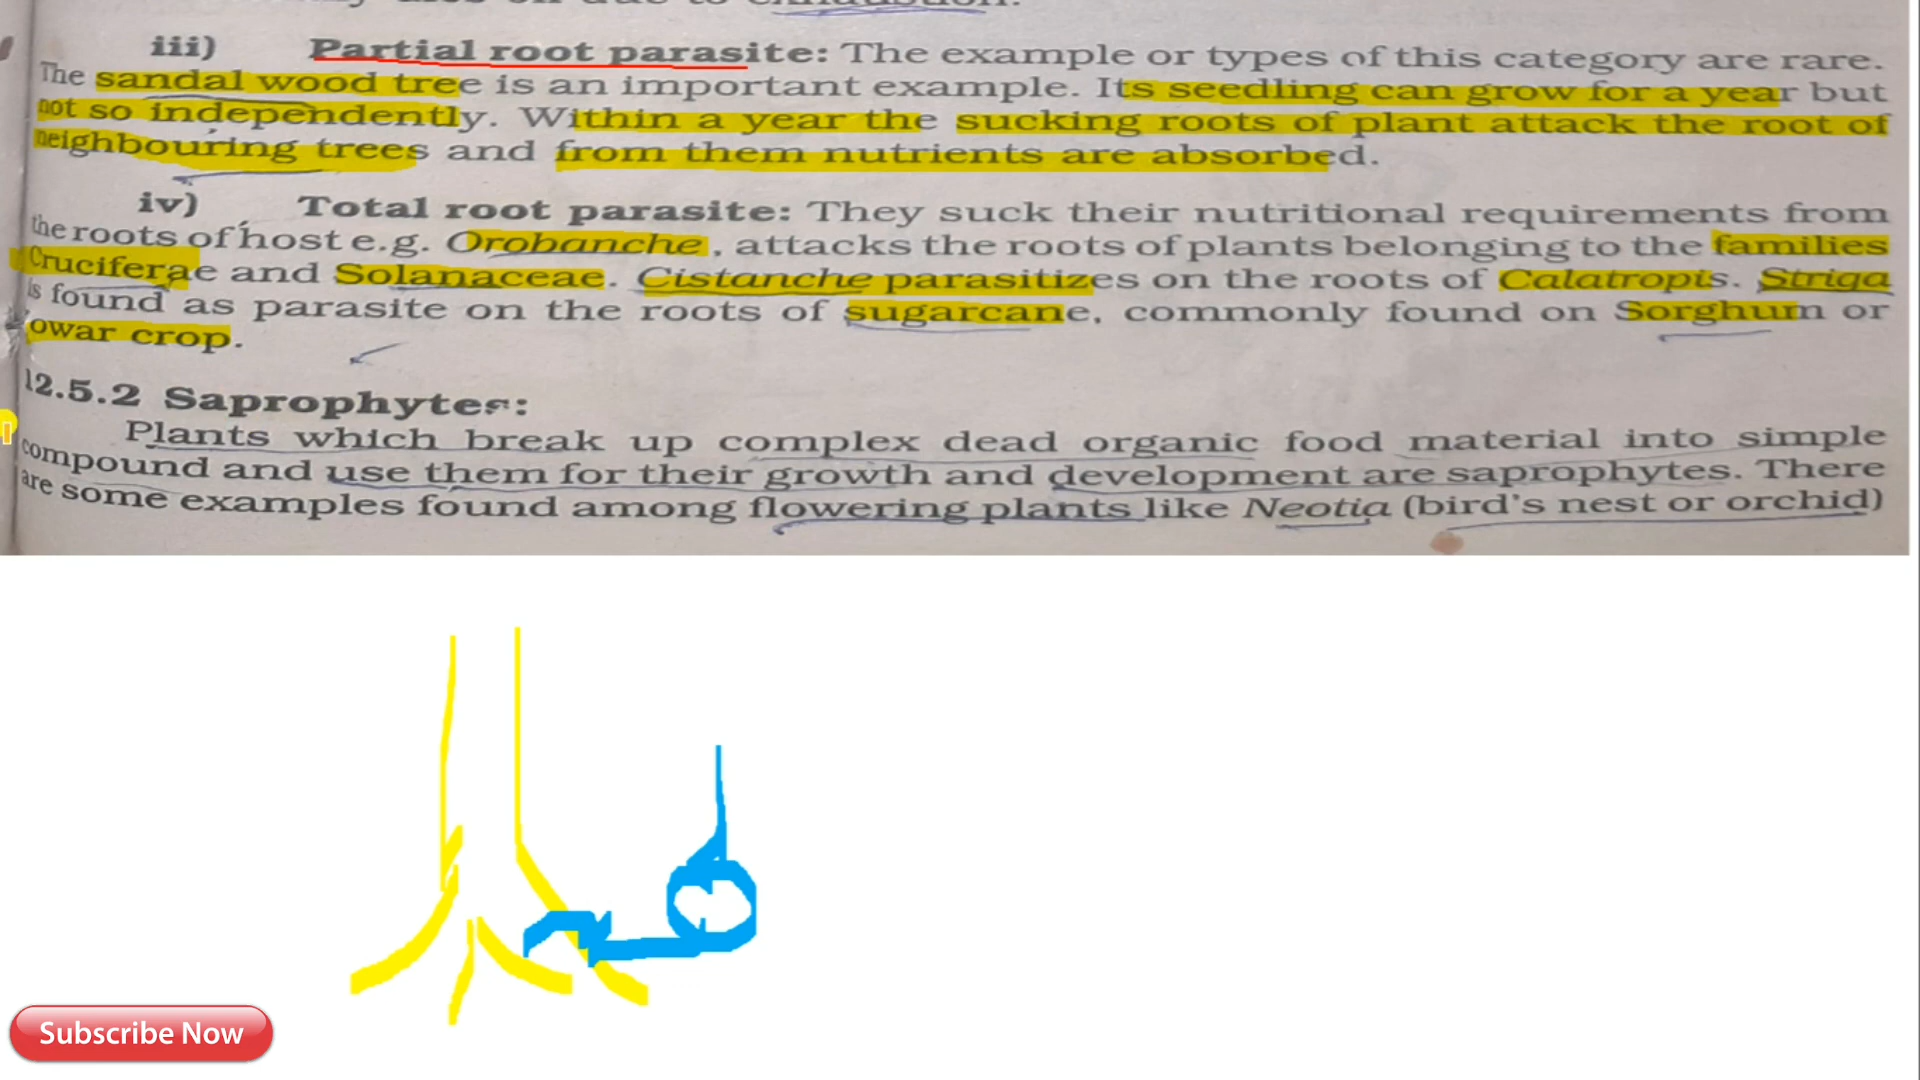 iii) Partial root parasite: The example or types of this category are rare.
The sandal wood tree is an important example. Its seedling can grow for a year but
not so independently. Within a year the sucking roots of plant attack the root of
neighbouring trees and from them nutrients are absorbed.
iv) Total root parasite: They suck their nutritional requirements from
the roots of host e.g. Orobanche, attacks the roots of plants belonging to the families
Cruciferae and Solanaceae. Cistanche parasitizes on the roots of Calatropis. Striga
is found as parasite on the roots of sugarcane, commonly found on Sorghum or
owar crop.
12.5.2 Saprophytes:
Plants which break up complex dead organic food material into simple
compound and use them for their growth and development are saprophytes. There
are some examples found among flowering plants like Neotia (bird's nest or orchid)
Subscribe Now